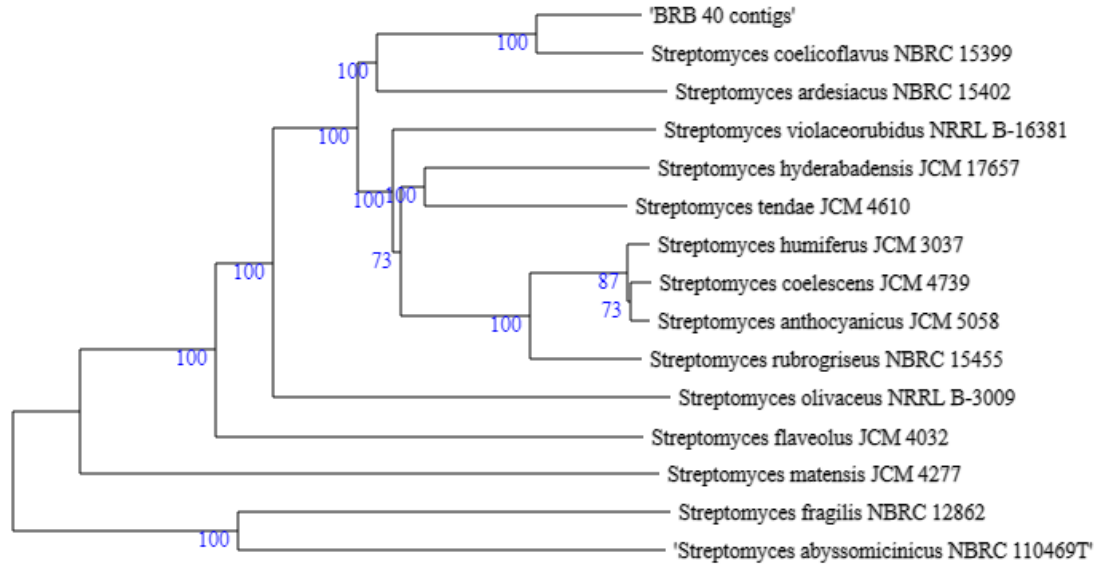 'BRB 40 contigs'
100
Streptomyces coelicoflavus NBRC 15399
100
Streptomyces ardesiacus NBRC 15402
100
Streptomyces violaceorubidus NRRL B-16381
Streptomyces hyderabadensis JCM 17657
100
100
Streptomyces tendae JCM 4610
Streptomyces humiferus JCM 3037
73
100
87
Streptomyces coelescens JCM 4739
73
Streptomyces anthocyanicus JCM 5058
100
100
Streptomyces rubrogriseus NBRC 15455
Streptomyces olivaceus NRRL B-3009
Streptomyces flaveolus JCM 4032
Streptomyces matensis JCM 4277
Streptomyces fragilis NBRC 12862
100
'Streptomyces abyssomicinicus NBRC 110469T'